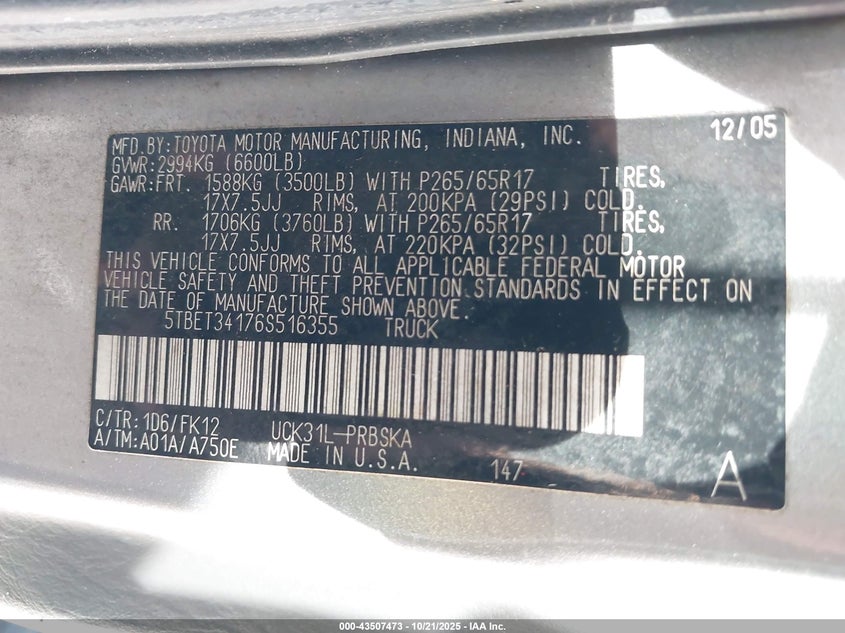 MFD.BY:TOYOTA MOTOR MANUFACTURING, INDIANA, INC. 12/05
GVWR:2994KG (6600LB)
GAWR:FRT. 1588KG (3500LB) WITH P265/65R17 TIRES,
17X7.5JJ RIMS, AT 200KPA (29PSI) COLD.
RR. 1706KG (3760LB) WITH P265/65R17 TIRES,
17X7.5JJ RIMS, AT 220KPA (32PSI) COLD.
THIS VEHICLE CONFORMS TO ALL APPLICABLE FEDERAL MOTOR
VEHICLE SAFETY AND THEFT PREVENTION STANDARDS IN EFFECT ON
THE DATE OF MANUFACTURE SHOWN ABOVE.
5TBET34176S516355 TRUCK
C/TR:1D6/FK12 UCK31L-PRBSKA
A/TM:A01A/A750E MADE IN U.S.A. 147 A
000-43507473 - 10/21/2025 - IAA Inc.